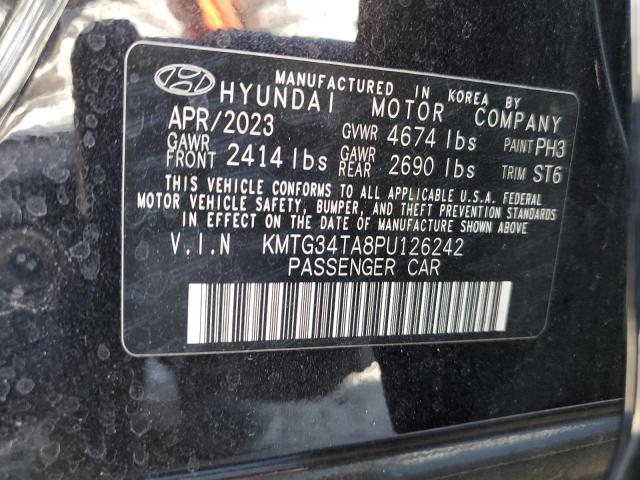 MANUFACTURED IN KOREA BY
HYUNDAI MOTOR COMPANY
APR/2023 GVWR 4674 lbs PAINT PH3
GAWR FRONT 2414 lbs GAWR REAR 2690 lbs TRIM ST6
THIS VEHICLE CONFORMS TO ALL APPLICABLE U.S.A. FEDERAL
MOTOR VEHICLE SAFETY, BUMPER, AND THEFT PREVENTION STANDARDS
IN EFFECT ON THE DATE OF MANUFACTURE SHOWN ABOVE
V.I.N KMTG34TA8PU126242
PASSENGER CAR